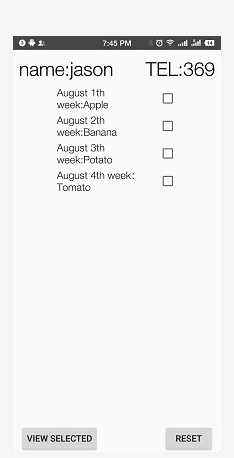 7:45 PM
name:jason TEL:369
August 1th
week:Apple
August 2th
week:Banana
August 3th
week:Potato
August 4th week:
Tomato
VIEW SELECTED RESET